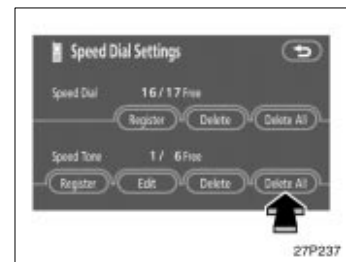 Speed Dial Settings
Speed Dial 16/17 Free
Register Delete Delete All
Speed Tone 1/ 6 Free
Register Edit Delete Delete All
27P237